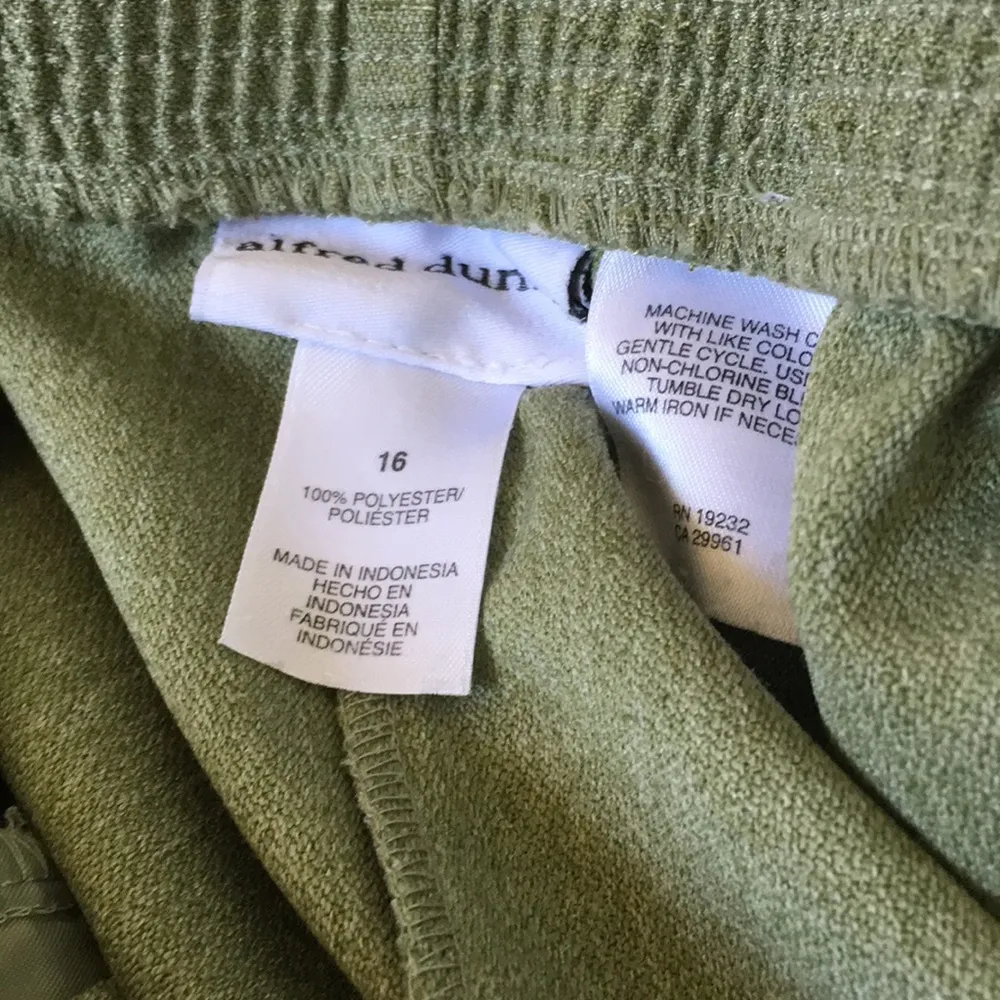 alfred dun
16
100% POLYESTER/
POLIÉSTER
MADE IN INDONESIA
HECHO EN
INDONESIA
FABRIQUÉ EN
INDONÉSIE
MACHINE WASH C
WITH LIKE COLO
GENTLE CYCLE. USE
NON-CHLORINE BL
TUMBLE DRY LO
WARM IRON IF NECE
RN 19232
CA 29961